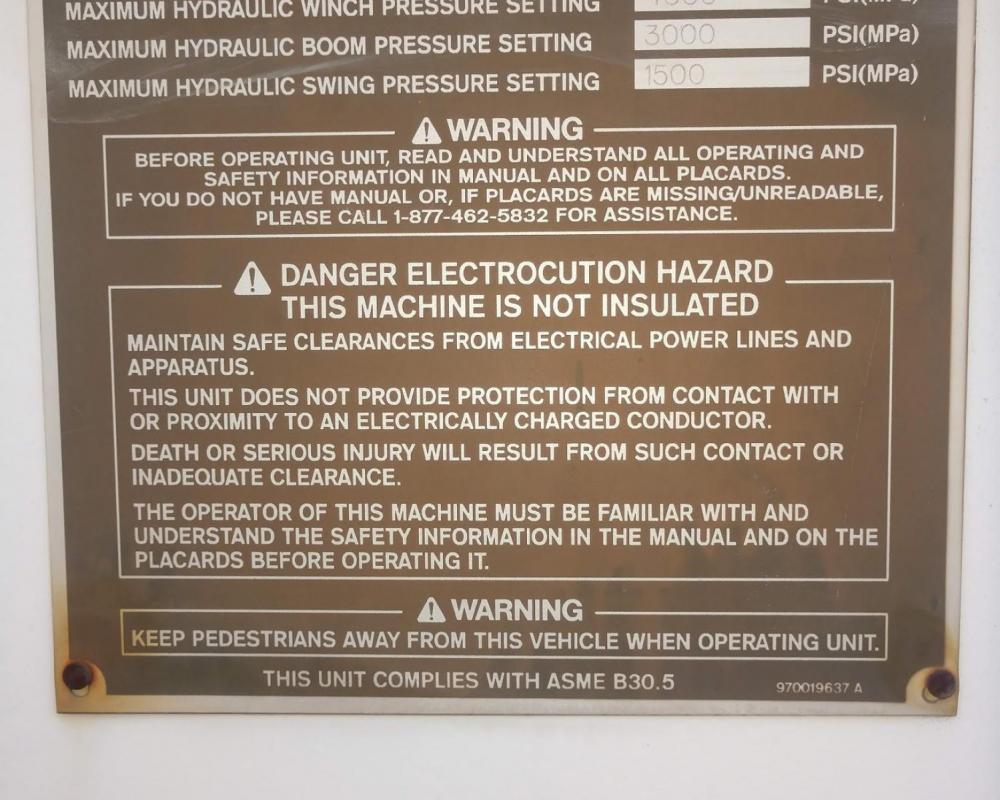 MAXIMUM HYDRAULIC WINCH PRESSURE SETTING PSI(MPa)
MAXIMUM HYDRAULIC BOOM PRESSURE SETTING 3000 PSI(MPa)
MAXIMUM HYDRAULIC SWING PRESSURE SETTING 1500 PSI(MPa)
WARNING
BEFORE OPERATING UNIT, READ AND UNDERSTAND ALL OPERATING AND
SAFETY INFORMATION IN MANUAL AND ON ALL PLACARDS.
IF YOU DO NOT HAVE MANUAL OR, IF PLACARDS ARE MISSING/UNREADABLE,
PLEASE CALL 1-877-462-5832 FOR ASSISTANCE.
DANGER ELECTROCUTION HAZARD
THIS MACHINE IS NOT INSULATED
MAINTAIN SAFE CLEARANCES FROM ELECTRICAL POWER LINES AND
APPARATUS.
THIS UNIT DOES NOT PROVIDE PROTECTION FROM CONTACT WITH
OR PROXIMITY TO AN ELECTRICALLY CHARGED CONDUCTOR.
DEATH OR SERIOUS INJURY WILL RESULT FROM SUCH CONTACT OR
INADEQUATE CLEARANCE.
THE OPERATOR OF THIS MACHINE MUST BE FAMILIAR WITH AND
UNDERSTAND THE SAFETY INFORMATION IN THE MANUAL AND ON THE
PLACARDS BEFORE OPERATING IT.
WARNING
KEEP PEDESTRIANS AWAY FROM THIS VEHICLE WHEN OPERATING UNIT.
THIS UNIT COMPLIES WITH ASME B30.5
970019637 A